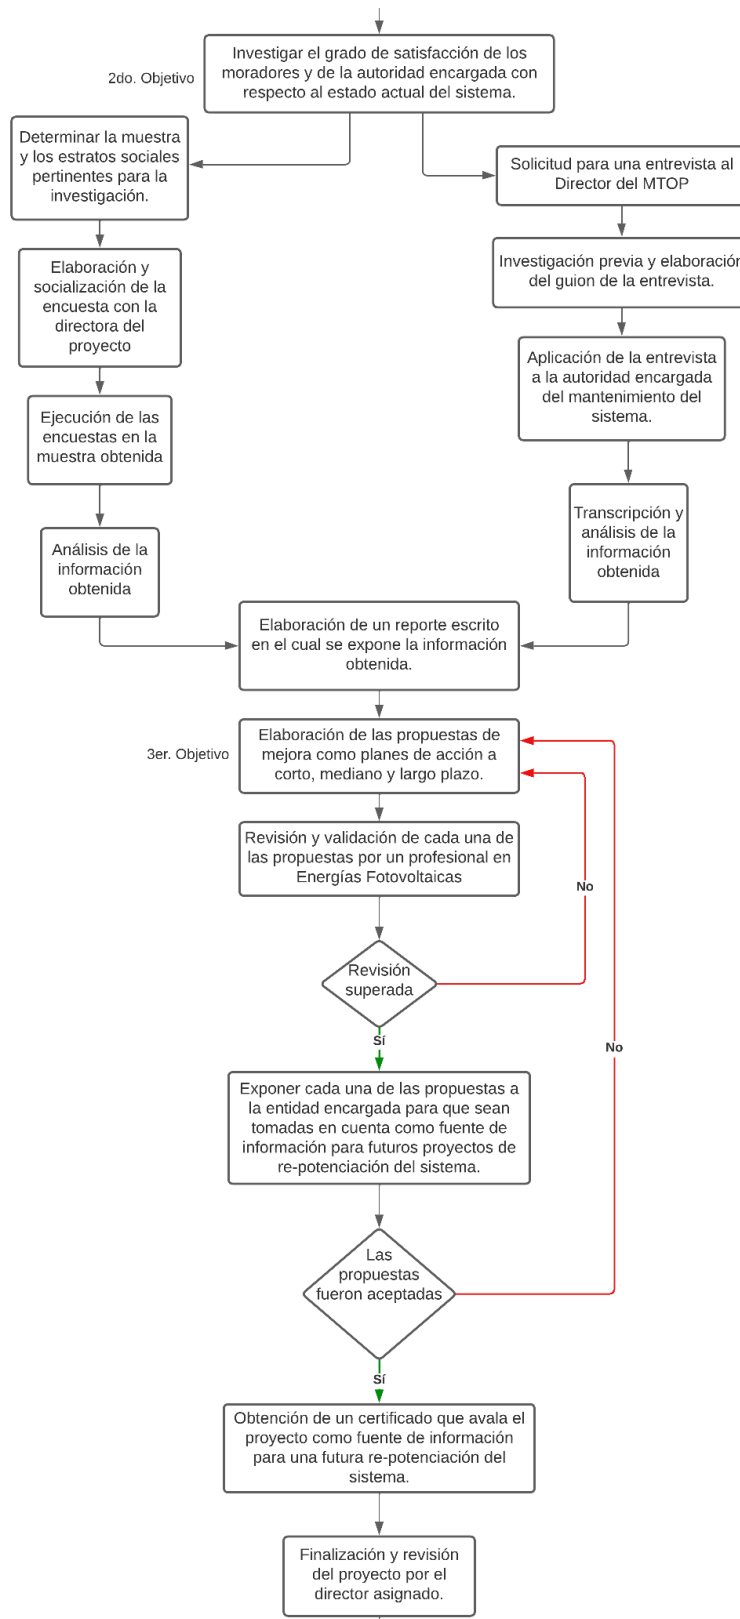 Investigar el grado de satisfacción de los
moradores y de la autoridad encargada con
respecto al estado actual del sistema.
2do. Objetivo
Determinar la muestra
y los estratos sociales
pertinentes para la
investigación.
Solicitud para una entrevista al
Director del MTOP
Elaboración y
socialización de la
encuesta con la
directora del
proyecto
Investigación previa y elaboración
del guion de la entrevista.
Ejecución de las
encuestas en la
muestra obtenida
Aplicación de la entrevista
a la autoridad encargada
del mantenimiento del
sistema.
Análisis de la
información
obtenida
Transcripción y
análisis de la
información
obtenida
Elaboración de un reporte escrito
en el cual se expone la información
obtenida.
3er. Objetivo
Elaboración de las propuestas de
mejora como planes de acción a
corto, mediano y largo plazo.
Revisión y validación de cada una de
las propuestas por un profesional en
Energías Fotovoltaicas
No
Revisión
superada
Sí
No
Exponer cada una de las propuestas a
la entidad encargada para que sean
tomadas en cuenta como fuente de
información para futuros proyectos de
re-potenciación del sistema.
Las
propuestas
fueron aceptadas
Sí
Obtención de un certificado que avala el
proyecto como fuente de información
para una futura re-potenciación del
sistema.
Finalización y revisión
del proyecto por el
director asignado.